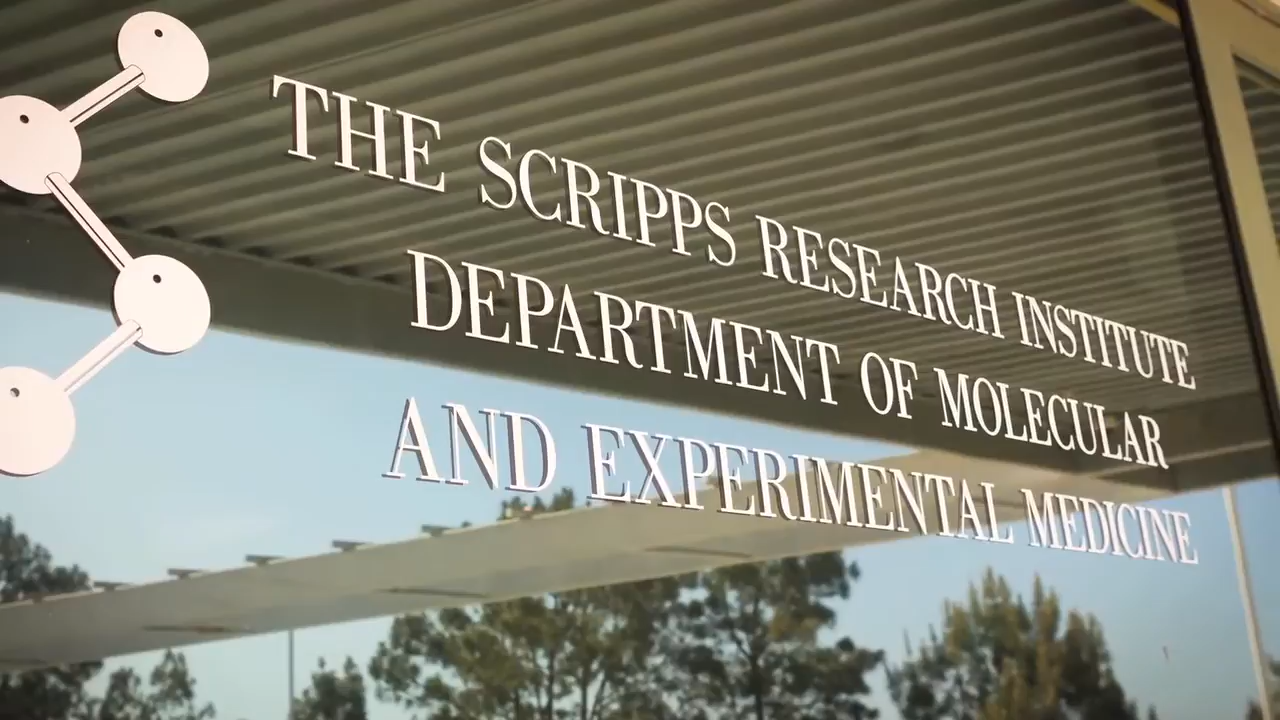 THE SCRIPPS RESEARCH INSTITUTE
DEPARTMENT OF MOLECULAR
AND EXPERIMENTAL MEDICINE